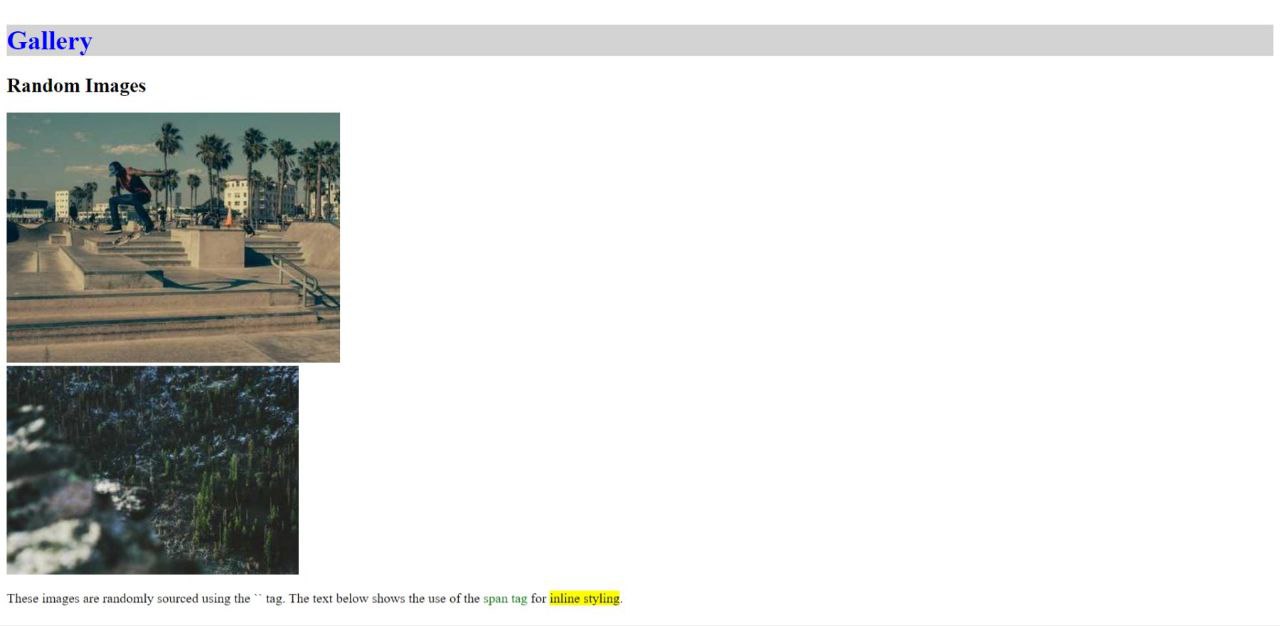 Gallery
Random Images
These images are randomly sourced using the `` tag. The text below shows the use of the span tag for inline styling.